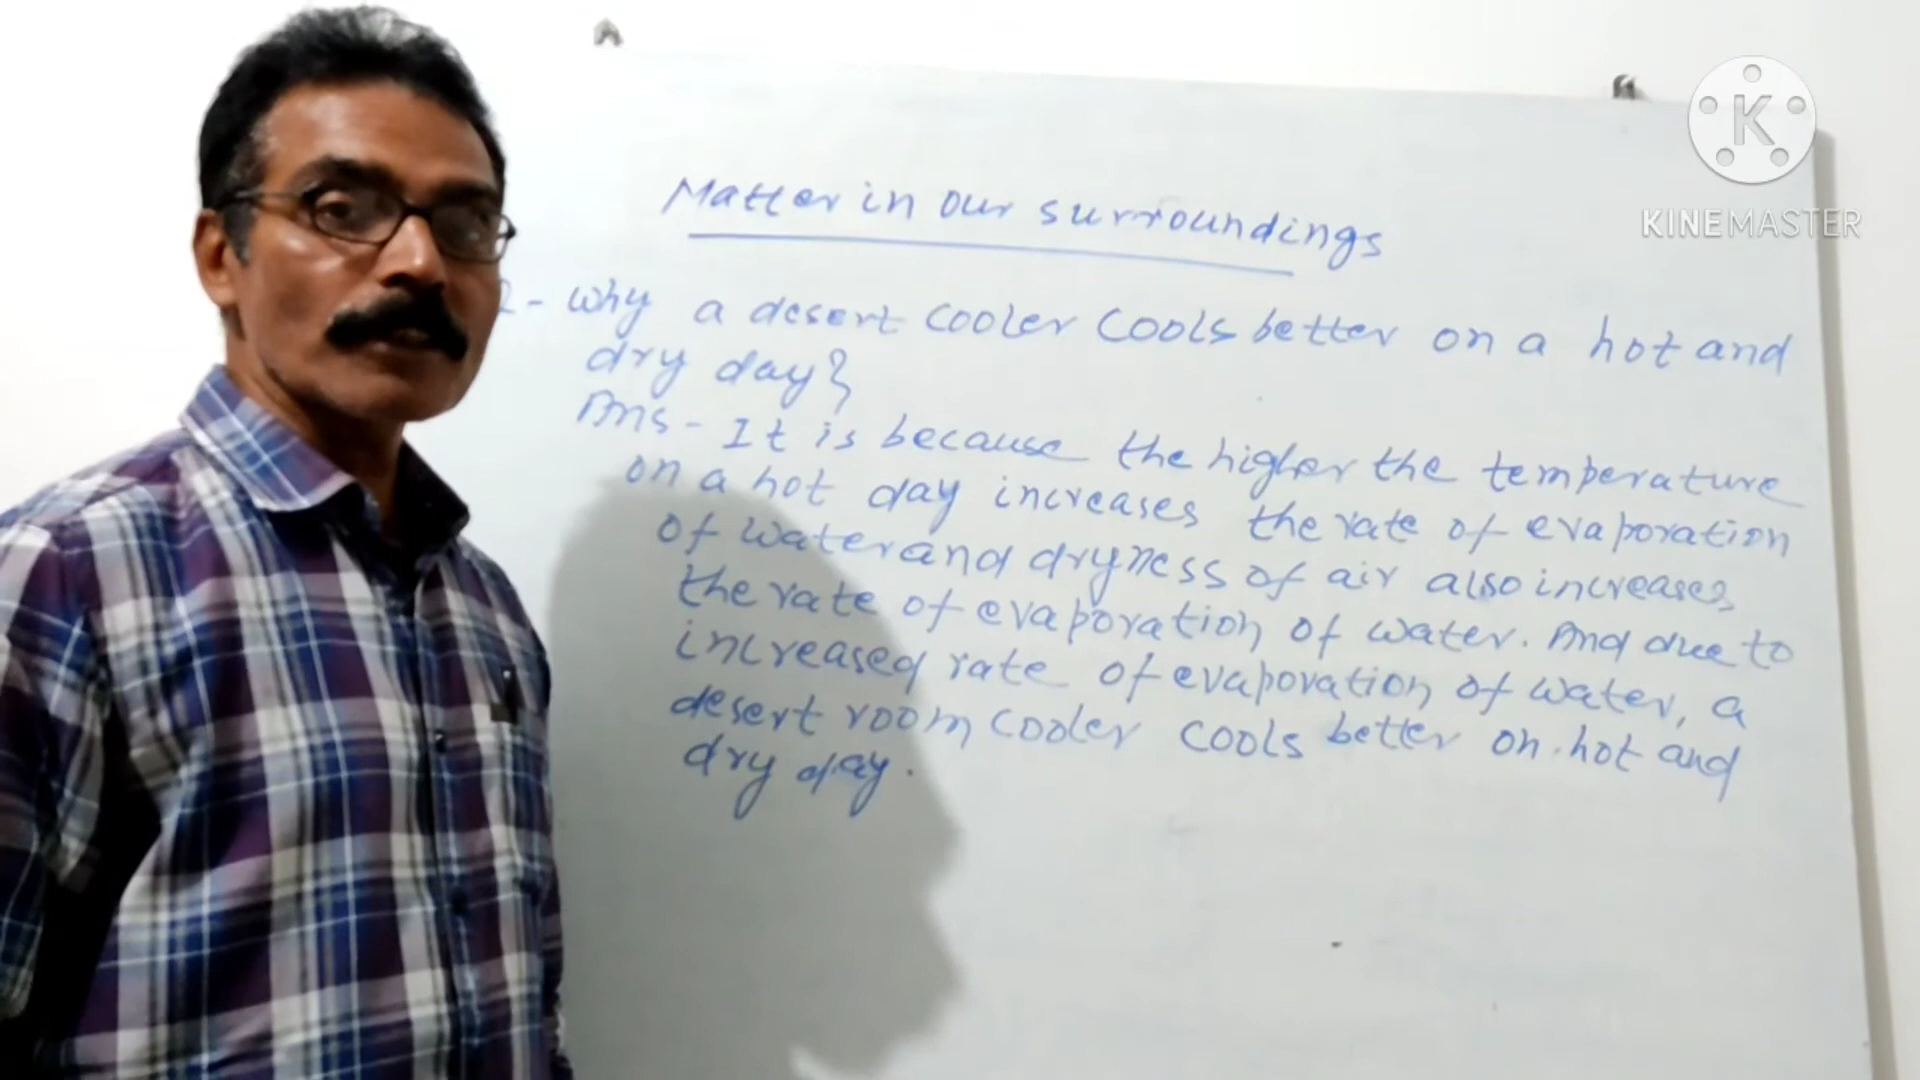 K
KINEMASTER
Matter in our surroundings
2- why a desert cooler cools better on a hot and
dry day?
Ans - It is because the higher the temperature
on a hot day increases the rate of evaporation
of water and dryness of air also increases
the rate of evaporation of water. And due to
increased rate of evaporation of water, a
desert room cooler cools better on hot and
dry day.